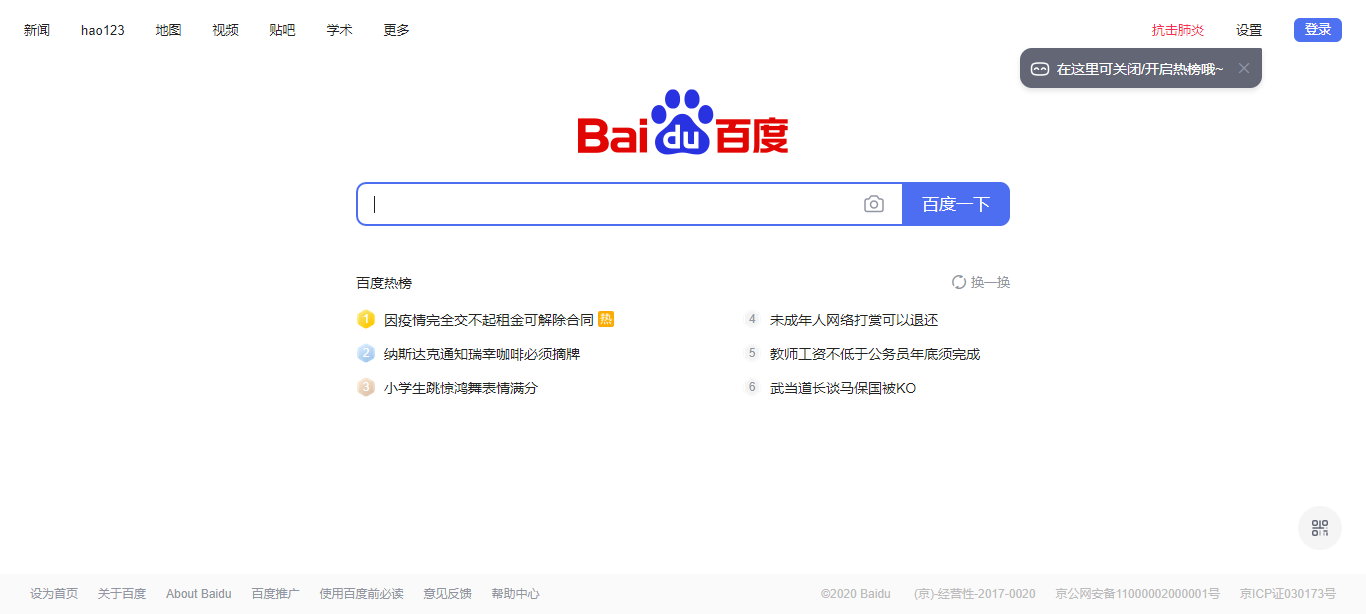 新闻 hao123 地图 视频 贴吧 学术 更多 抗击肺炎 设置 登录
在这里可关闭/开启热榜哦~
Bai du 百度
百度一下
百度热榜 换一换
1 因疫情完全交不起租金可解除合同 热
2 纳斯达克通知瑞幸咖啡必须摘牌
3 小学生跳惊鸿舞表情满分
4 未成年人网络打赏可以退还
5 教师工资不低于公务员年底须完成
6 武当道长谈马保国被KO
设为首页 关于百度 About Baidu 百度推广 使用百度前必读 意见反馈 帮助中心 ©2020 Baidu (京)-经营性-2017-0020 京公网安备11000002000001号 京ICP证030173号